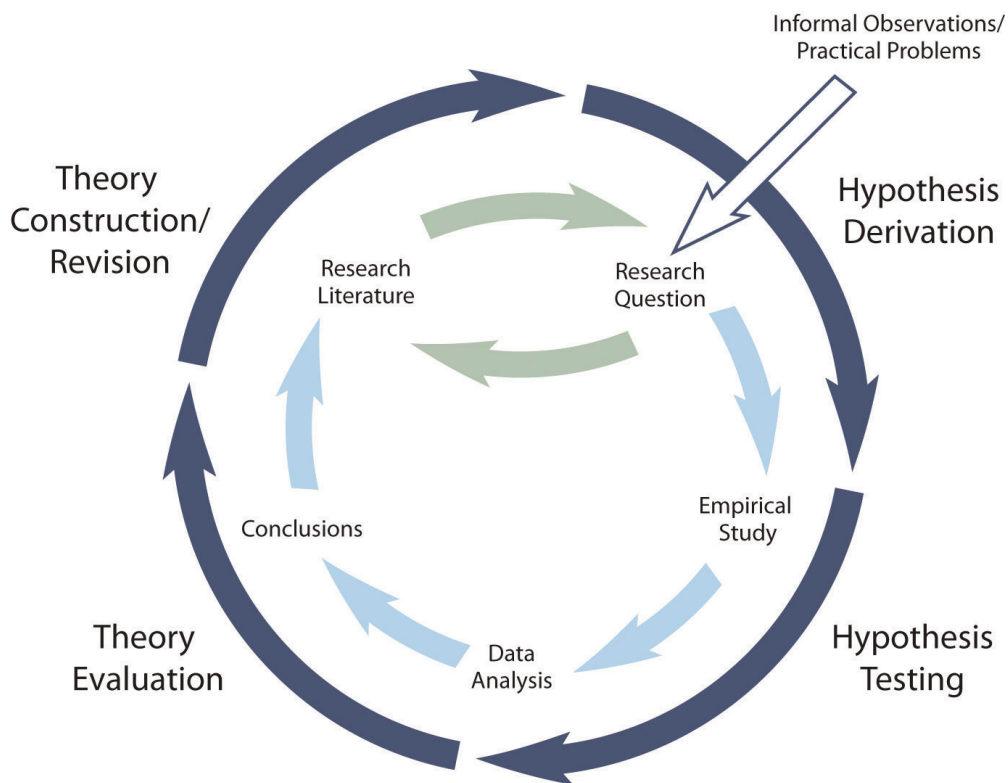 Informal Observations/
Practical Problems
Theory
Construction/
Revision
Hypothesis
Derivation
Research
Literature
Research
Question
Conclusions
Empirical
Study
Theory
Evaluation
Data
Analysis
Hypothesis
Testing